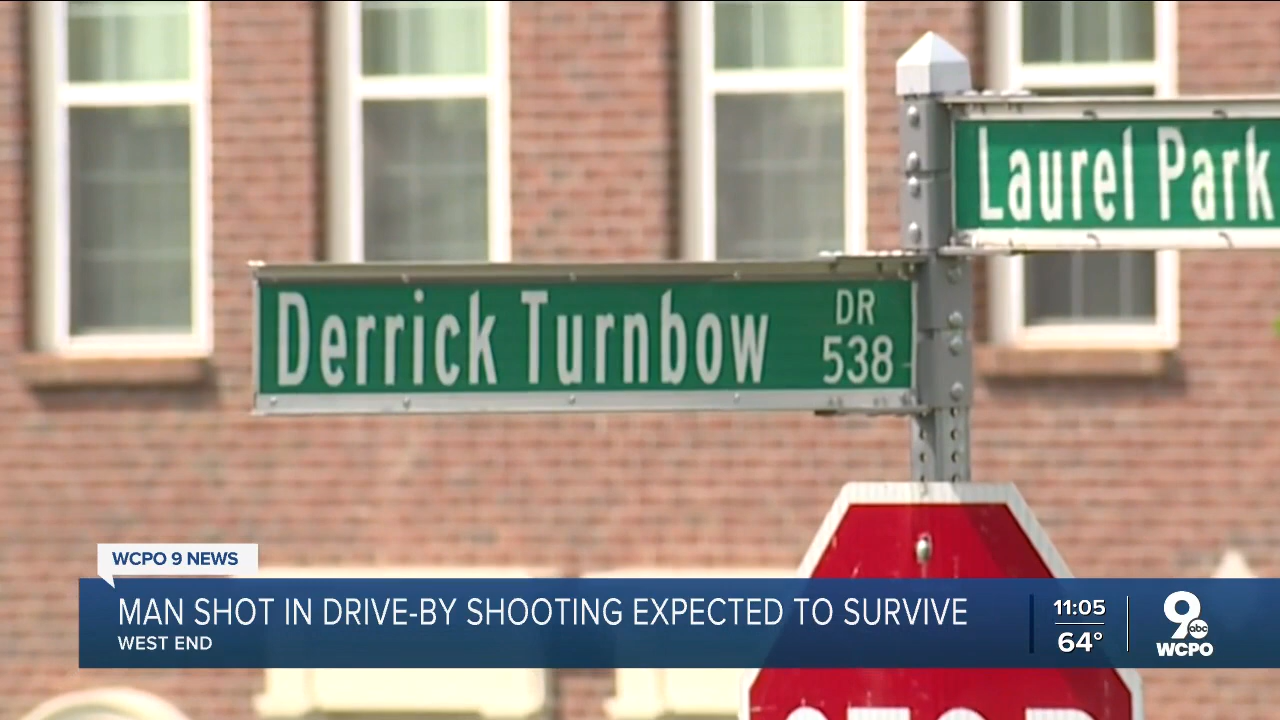 Laurel Park
Derrick Turnbow DR 538
WCPO 9 NEWS
MAN SHOT IN DRIVE-BY SHOOTING EXPECTED TO SURVIVE
WEST END
11:05
64°
9 abc
WCPO
STOP